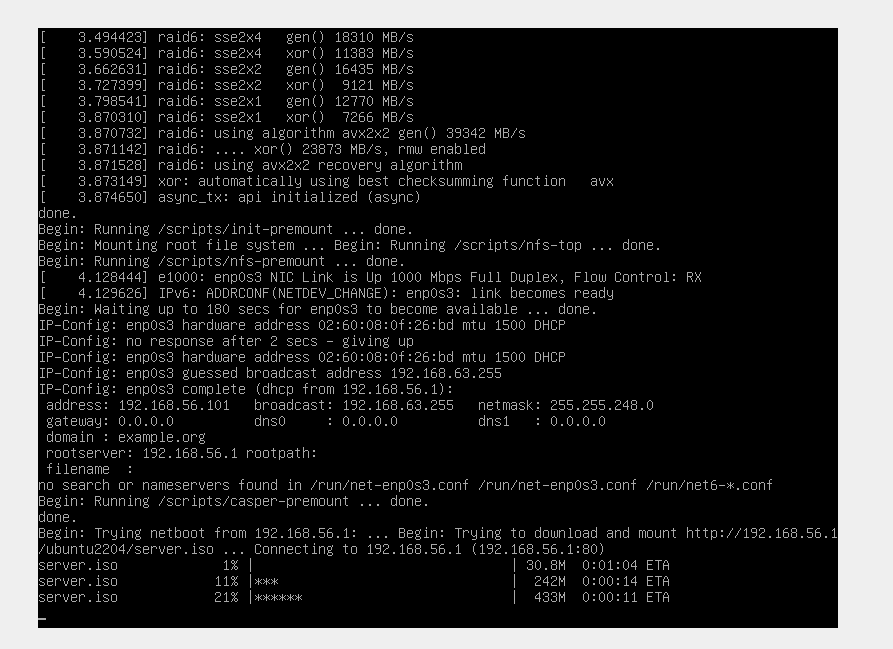 [    3.494423] raid6: sse2x4   gen() 18310 MB/s
[    3.590524] raid6: sse2x4   xor() 11383 MB/s
[    3.662631] raid6: sse2x2   gen() 16435 MB/s
[    3.727399] raid6: sse2x2   xor()  9121 MB/s
[    3.798541] raid6: sse2x1   gen() 12770 MB/s
[    3.870310] raid6: sse2x1   xor()  7266 MB/s
[    3.870732] raid6: using algorithm avx2x2 gen() 39342 MB/s
[    3.871142] raid6: .... xor() 23873 MB/s, rmw enabled
[    3.871528] raid6: using avx2x2 recovery algorithm
[    3.873149] xor: automatically using best checksumming function   avx
[    3.874650] async_tx: api initialized (async)
done.
Begin: Running /scripts/init-premount ... done.
Begin: Mounting root file system ... Begin: Running /scripts/nfs-top ... done.
Begin: Running /scripts/nfs-premount ... done.
[    4.128444] e1000: enp0s3 NIC Link is Up 1000 Mbps Full Duplex, Flow Control: RX
[    4.129626] IPv6: ADDRCONF(NETDEV_CHANGE): enp0s3: link becomes ready
Begin: Waiting up to 180 secs for enp0s3 to become available ... done.
IP-Config: enp0s3 hardware address 02:60:08:0f:26:bd mtu 1500 DHCP
IP-Config: no response after 2 secs - giving up
IP-Config: enp0s3 hardware address 02:60:08:0f:26:bd mtu 1500 DHCP
IP-Config: enp0s3 guessed broadcast address 192.168.63.255
IP-Config: enp0s3 complete (dhcp from 192.168.56.1):
 address: 192.168.56.101   broadcast: 192.168.63.255   netmask: 255.255.248.0
 gateway: 0.0.0.0          dns0     : 0.0.0.0          dns1   : 0.0.0.0
 domain : example.org
 rootserver: 192.168.56.1 rootpath:
 filename  :
no search or nameservers found in /run/net-enp0s3.conf /run/net-enp0s3.conf /run/net6-*.conf
Begin: Running /scripts/casper-premount ... done.
done.
Begin: Trying netboot from 192.168.56.1: ... Begin: Trying to download and mount http://192.168.56.1
/ubuntu2204/server.iso ... Connecting to 192.168.56.1 (192.168.56.1:80)
server.iso             1% |                                | 30.8M  0:01:04 ETA
server.iso            11% |***                             |  242M  0:00:14 ETA
server.iso            21% |******                          |  433M  0:00:11 ETA